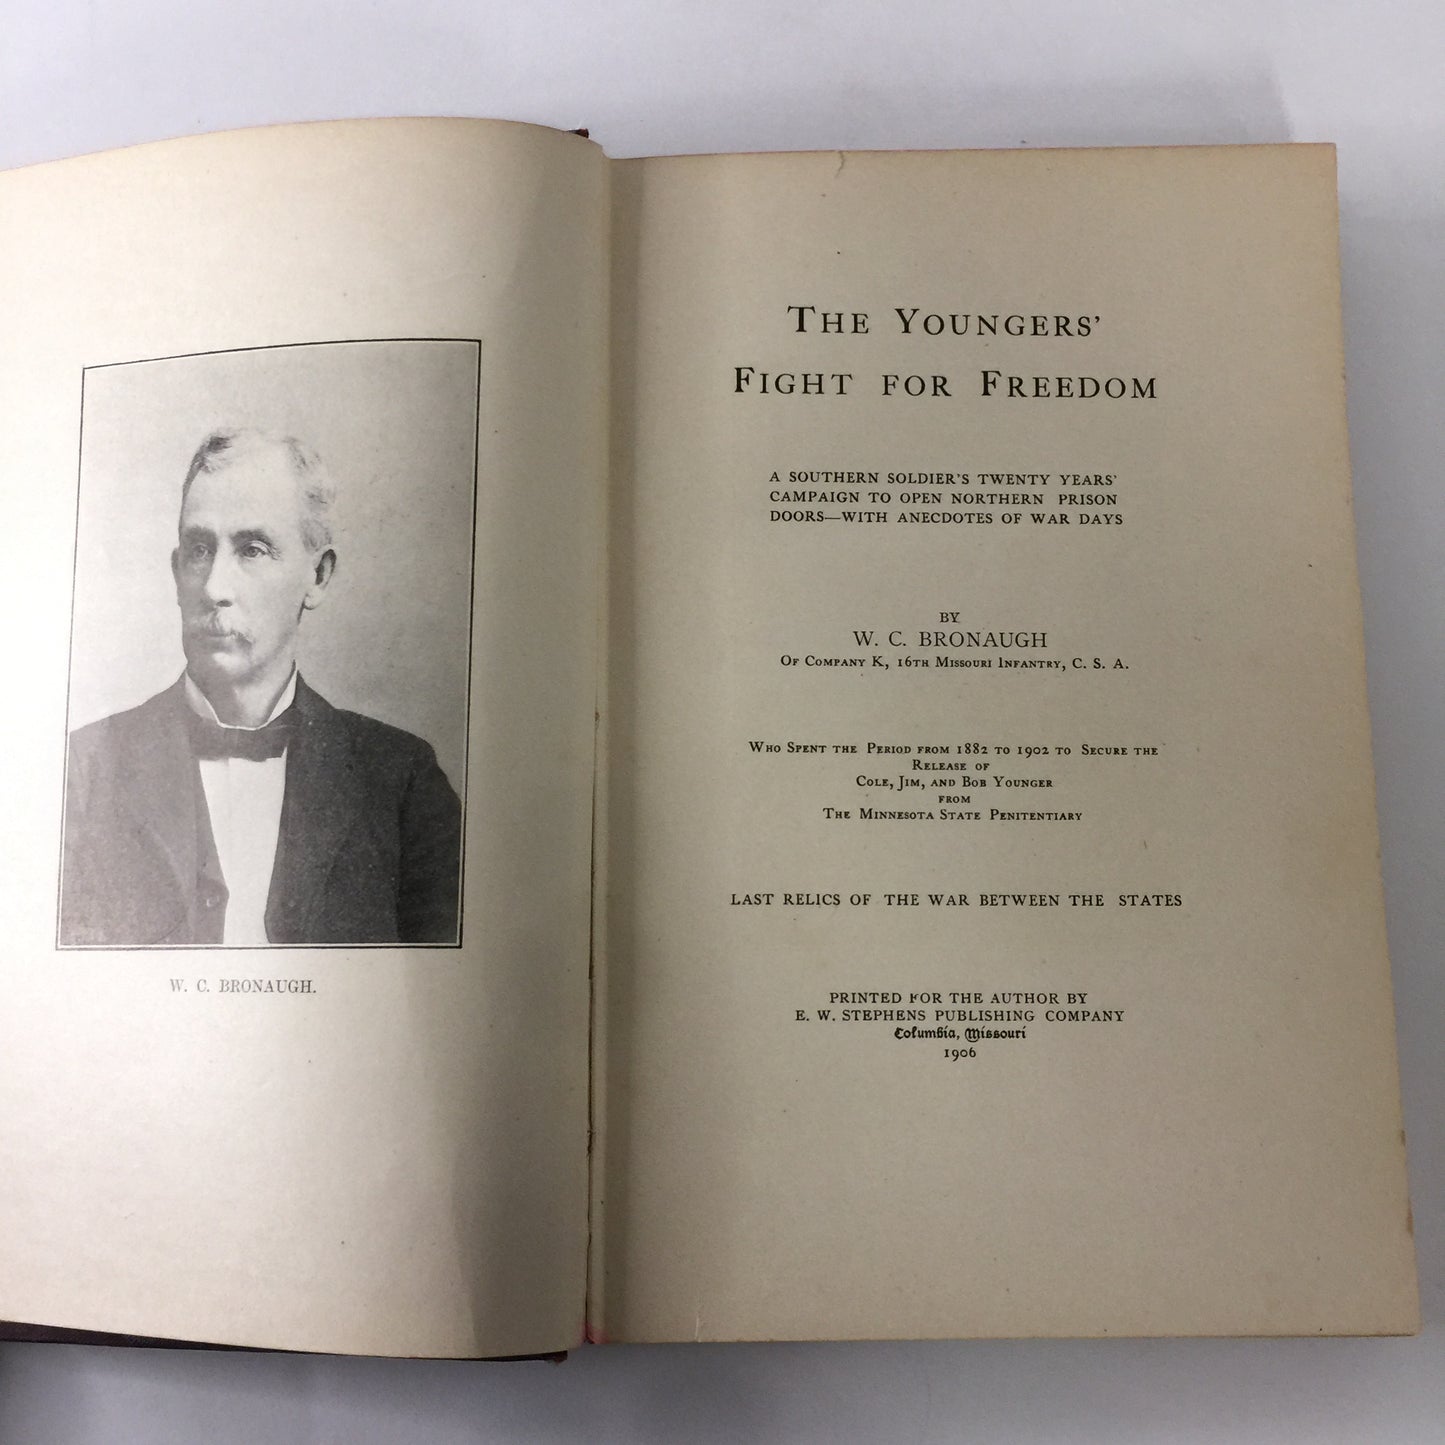 W. C. BRONAUGH.
THE YOUNGERS'
FIGHT FOR FREEDOM
A SOUTHERN SOLDIER'S TWENTY YEARS'
CAMPAIGN TO OPEN NORTHERN PRISON
DOORS—WITH ANECDOTES OF WAR DAYS
BY
W. C. BRONAUGH
OF COMPANY K, 16TH MISSOURI INFANTRY, C. S. A.
WHO SPENT THE PERIOD FROM 1882 TO 1902 TO SECURE THE
RELEASE OF
COLE, JIM, AND BOB YOUNGER
FROM
THE MINNESOTA STATE PENITENTIARY
LAST RELICS OF THE WAR BETWEEN THE STATES
PRINTED FOR THE AUTHOR BY
E. W. STEPHENS PUBLISHING COMPANY
Columbia, Missouri
1906